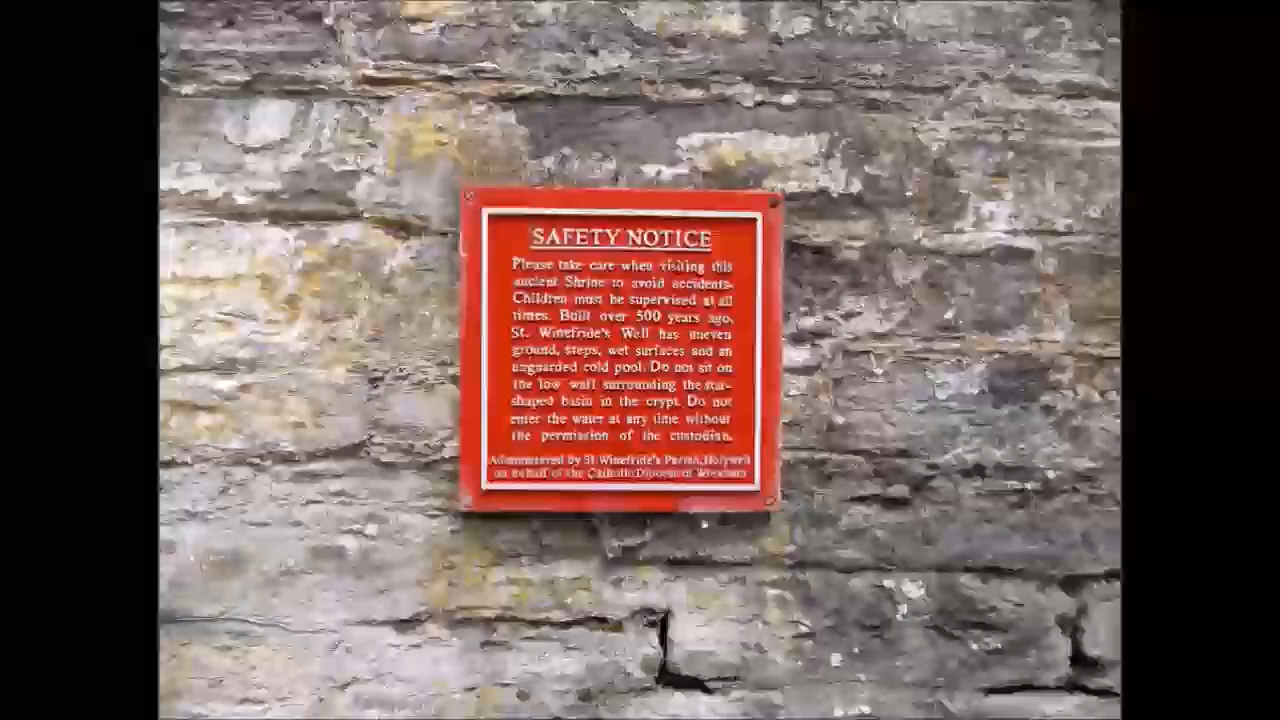 SAFETY NOTICE
Please take care when visiting this
ancient Shrine to avoid accidents.
Children must be supervised at all
times. Built over 500 years ago,
St. Winefride's Well has uneven
ground, steps, wet surfaces and an
unguarded cold pool. Do not sit on
the low wall surrounding the star-
shaped basin in the crypt. Do not
enter the water at any time without
the permission of the custodian.
Administered by St Winefride's Parish, Holywell
on behalf of the Catholic Diocese of Wrexham